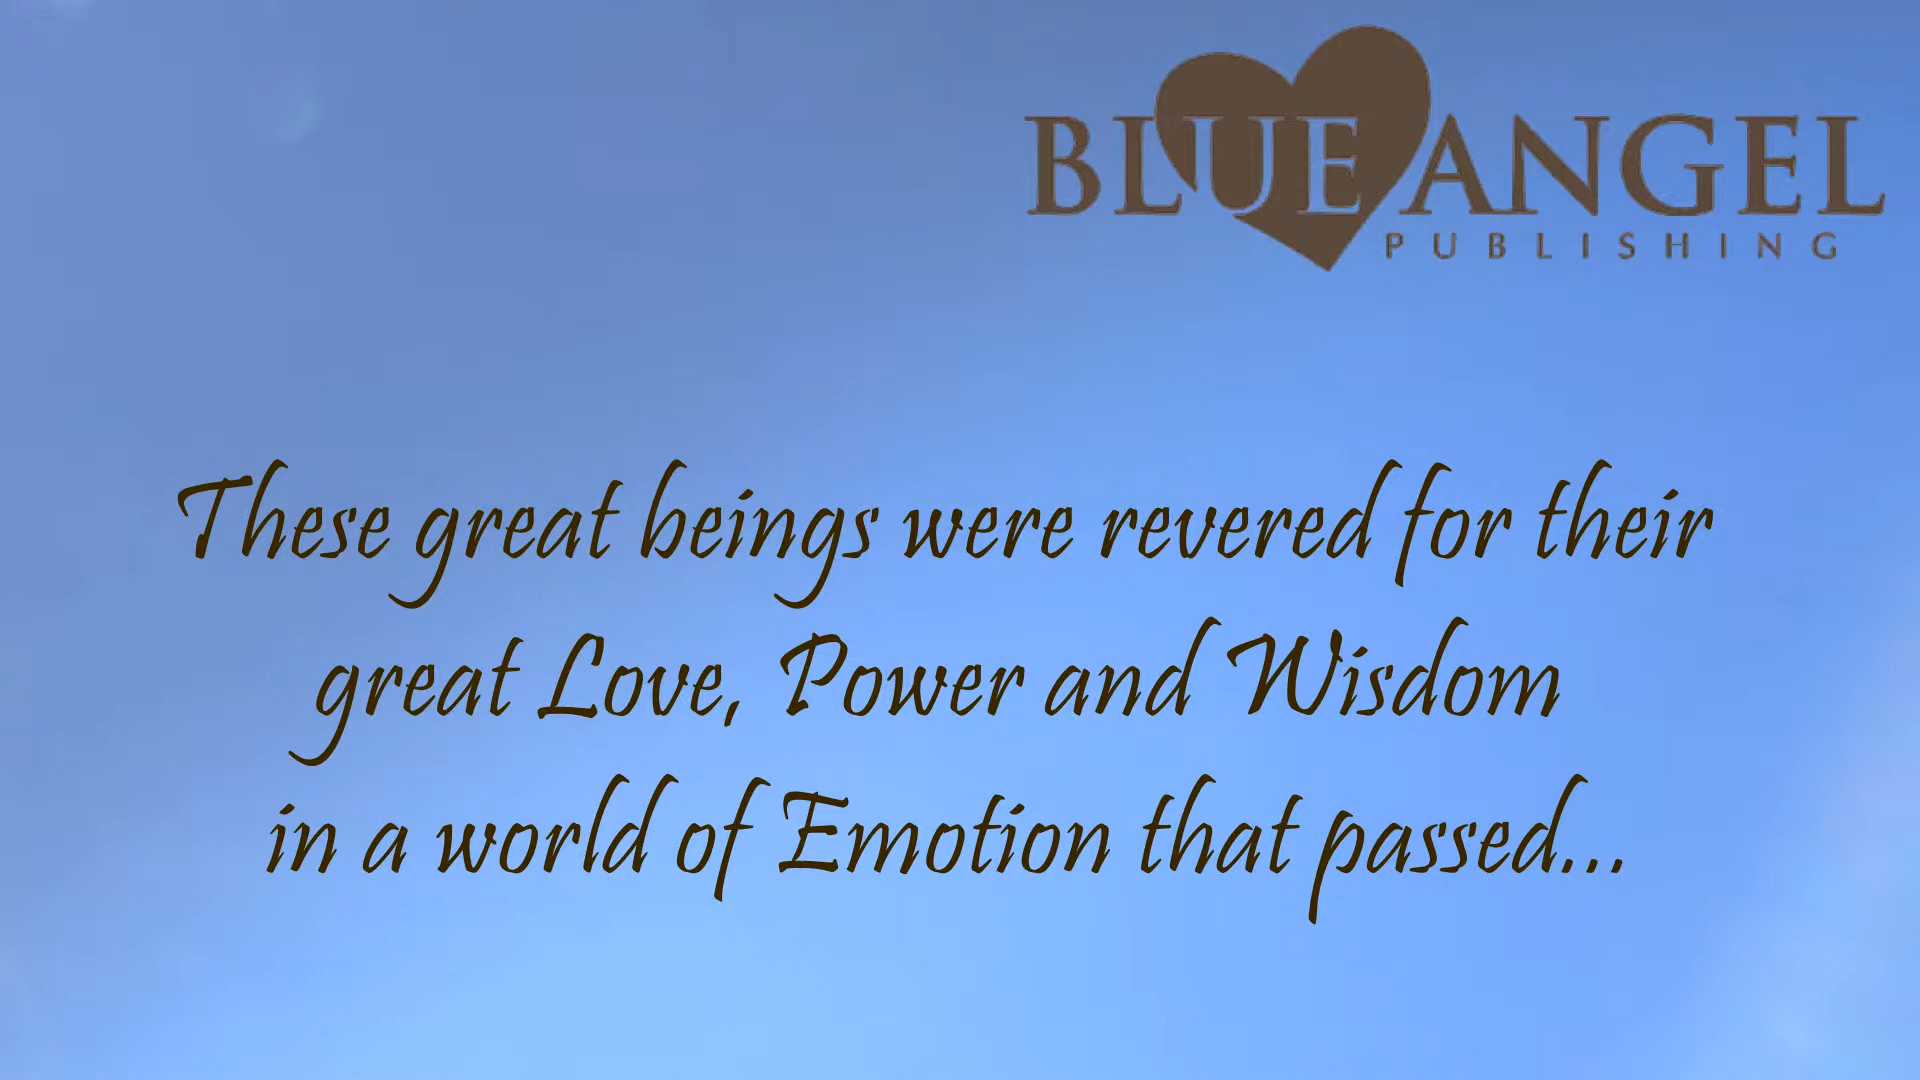 BLUE ANGEL
PUBLISHING
These great beings were revered for their
great Love, Power and Wisdom
in a world of Emotion that passed...